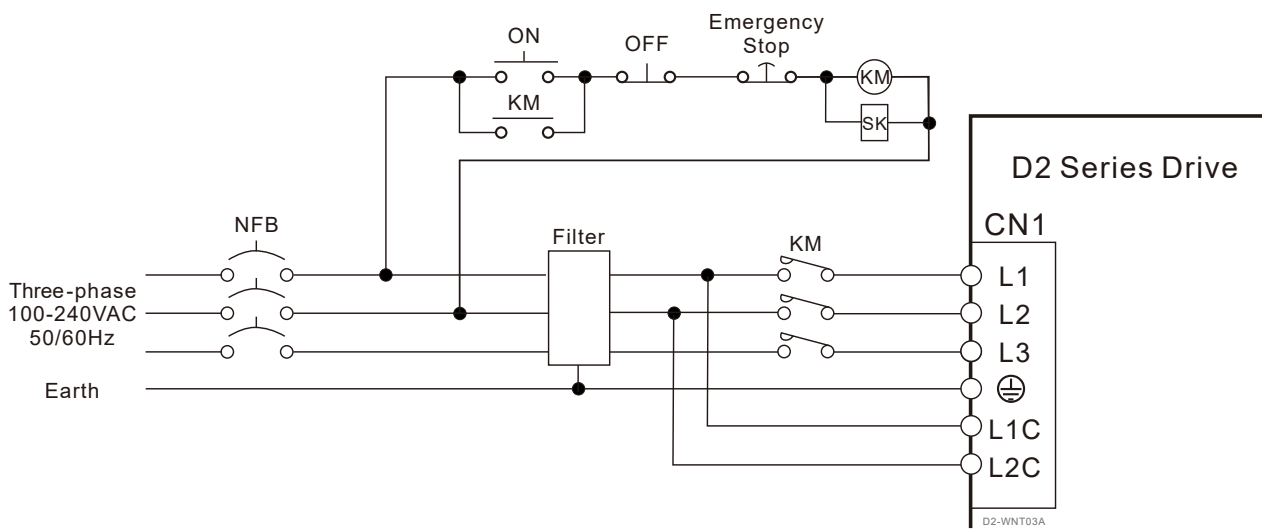 Emergency
Stop
ON
OFF
KM
KM
SK
D2 Series Drive
CN1
NFB
Filter
KM
Three-phase
100-240VAC
50/60Hz
L1
L2
L3
Earth
L1C
L2C
D2-WNT03A